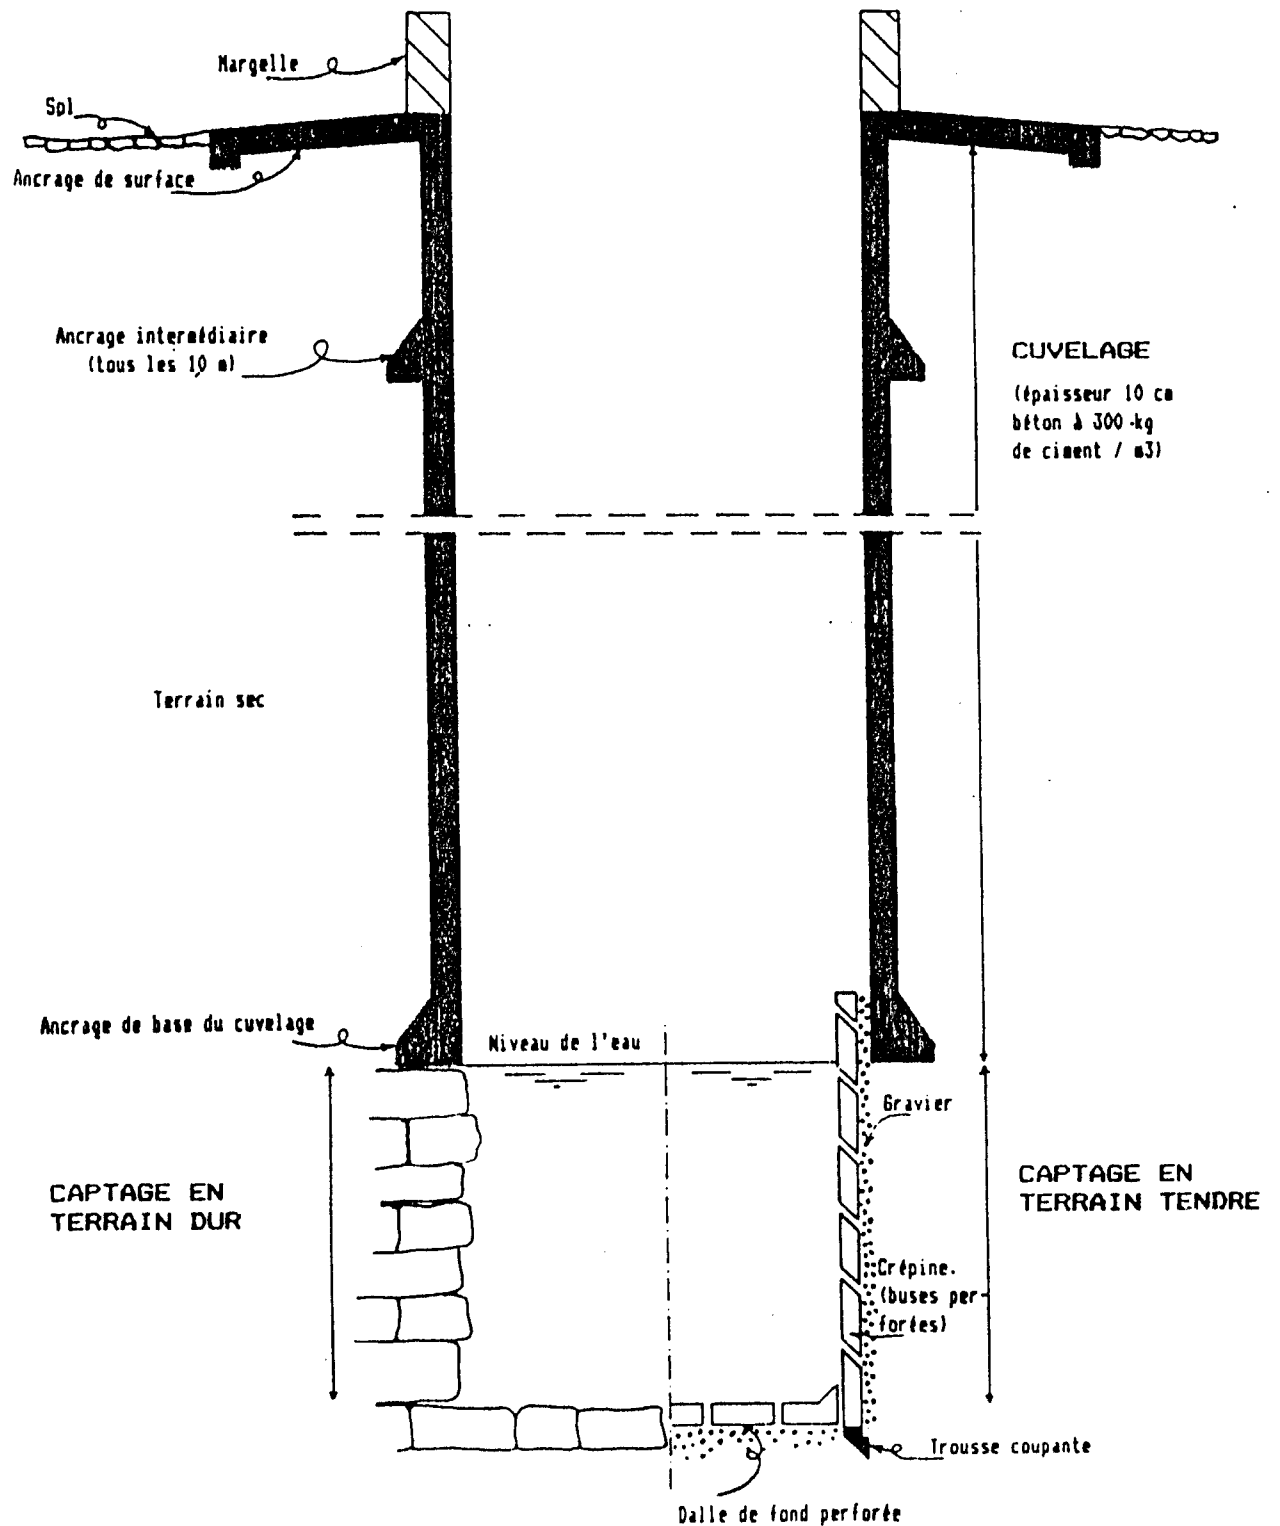 Margelle
Sol
Ancrage de surface
Ancrage intermédiaire
(tous les 10 m)
CUVELAGE
(épaisseur 10 cm
béton à 300 kg
de ciment / m3)
Terrain sec
Ancrage de base du cuvelage
Niveau de l'eau
Gravier
CAPTAGE EN
TERRAIN DUR
CAPTAGE EN
TERRAIN TENDRE
Crépine.
(buses per-
forées)
Trousse coupante
Dalle de fond perforée